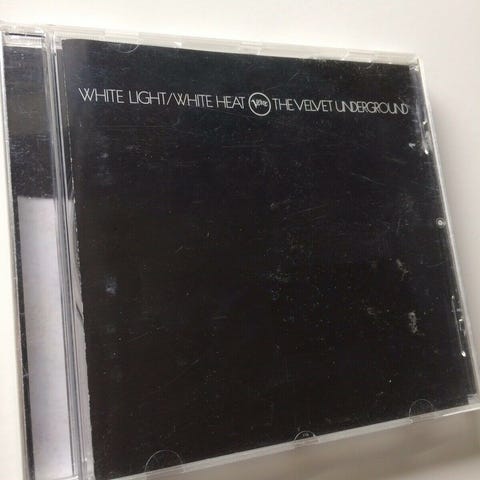 WHITE LIGHT/WHITE HEAT Verve THE VELVET UNDERGROUND